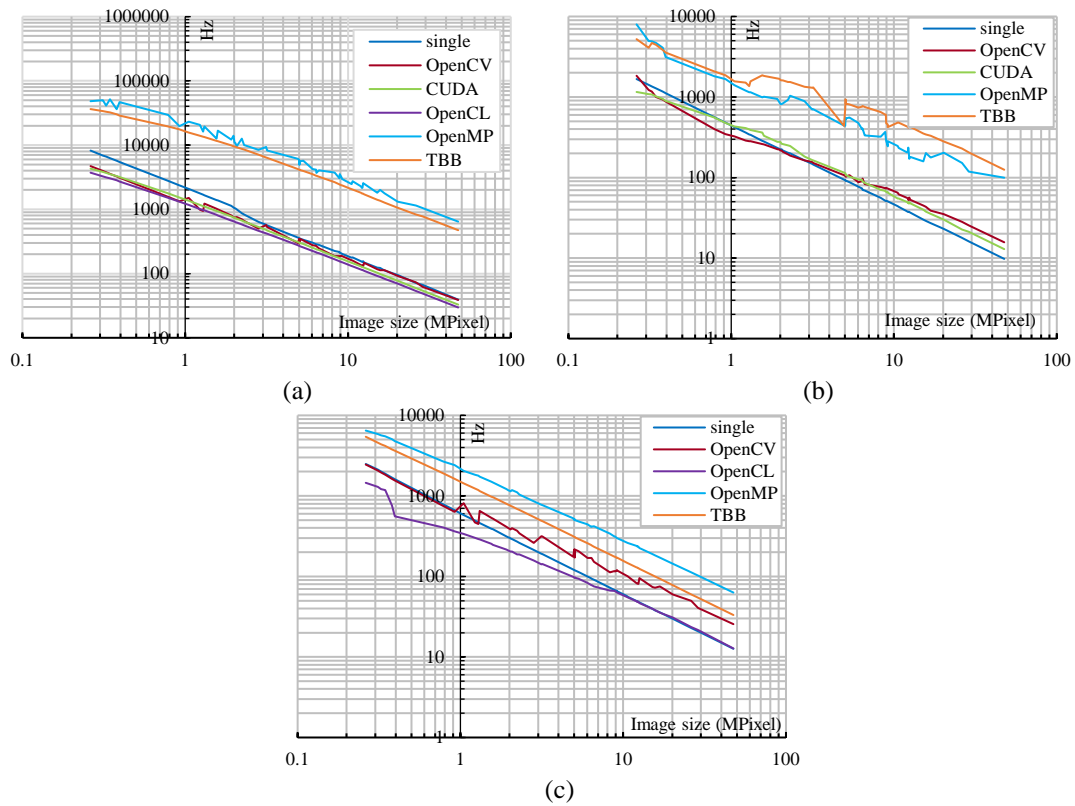 1000000
100000
10000
1000
100
10
Hz
single
OpenCV
CUDA
OpenCL
OpenMP
TBB
Image size (MPixel)
0.1
1
10
100
(a)
10000
1000
100
10
1
Hz
single
OpenCV
CUDA
OpenMP
TBB
Image size (MPixel)
0.1
1
10
100
(b)
10000
1000
100
10
1
Hz
single
OpenCV
OpenCL
OpenMP
TBB
Image size (MPixel)
0.1
1
10
100
(c)